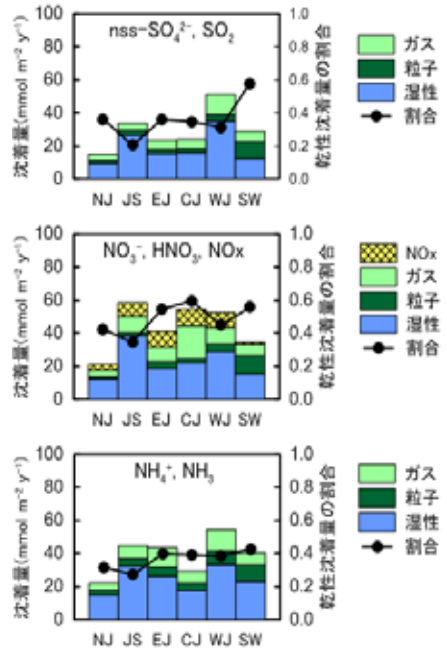 沈着量(mmol m⁻² y⁻¹)
100
80
60
40
20
0
nss-SO₄²⁻, SO₂
1.0
0.8
0.6
0.4
0.2
0.0
乾性沈着量の割合
NJ JS EJ CJ WJ SW
ガス
粒子
湿性
割合
沈着量(mmol m⁻² y⁻¹)
100
80
60
40
20
0
NO₃⁻, HNO₃, NOx
1.0
0.8
0.6
0.4
0.2
0.0
乾性沈着量の割合
NJ JS EJ CJ WJ SW
NOx
ガス
粒子
湿性
割合
沈着量(mmol m⁻² y⁻¹)
100
80
60
40
20
0
NH₄⁺, NH₃
1.0
0.8
0.6
0.4
0.2
0.0
乾性沈着量の割合
NJ JS EJ CJ WJ SW
ガス
粒子
湿性
割合